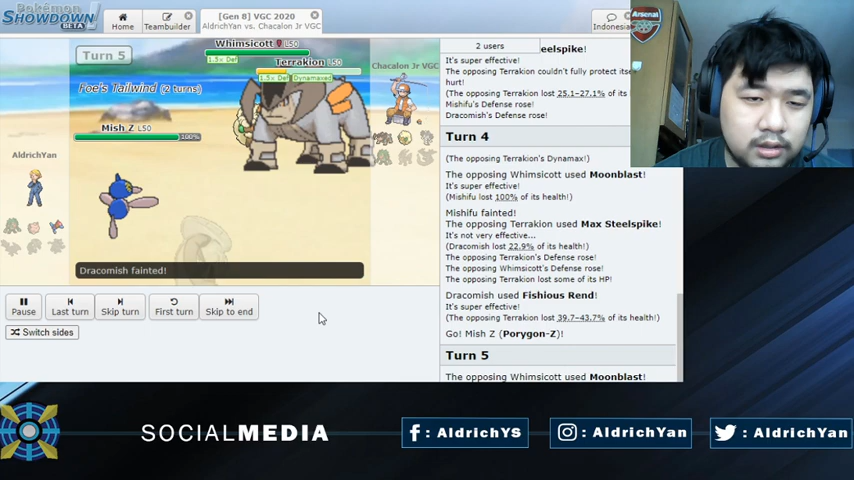 Pokémon
SHOWDOWN
BETA
Home
Teambuilder
[Gen 8] VGC 2020
AldrichYan vs. Chacalon Jr VGC
Indonesia
Arsenal
2 users
Turn 5
Whimsicott L50
1.5× Def
Terrakion L50
1.5× Def Dynamaxed
Foe's Tailwind (2 turns)
Mish Z L50
100%
AldrichYan
Chacalon Jr VGC
Dracomish fainted!
Pause
Last turn
Skip turn
First turn
Skip to end
Switch sides
eelspike!
It's super effective!
The opposing Terrakion couldn't fully protect itse
hurt!
(The opposing Terrakion lost 25.1–27.1% of its
Mishifu's Defense rose!
Dracomish's Defense rose!
Turn 4
(The opposing Terrakion's Dynamax!)
The opposing Whimsicott used Moonblast!
It's super effective!
(Mishifu lost 100% of its health!)
Mishifu fainted!
The opposing Terrakion used Max Steelspike!
It's not very effective...
(Dracomish lost 22.9% of its health!)
The opposing Terrakion's Defense rose!
The opposing Whimsicott's Defense rose!
The opposing Terrakion lost some of its HP!
Dracomish used Fishious Rend!
It's super effective!
(The opposing Terrakion lost 39.7–43.7% of its health!)
Go! Mish Z (Porygon-Z)!
Turn 5
The opposing Whimsicott used Moonblast!
SOCIALMEDIA
f : AldrichYS
: AldrichYan
: AldrichYan